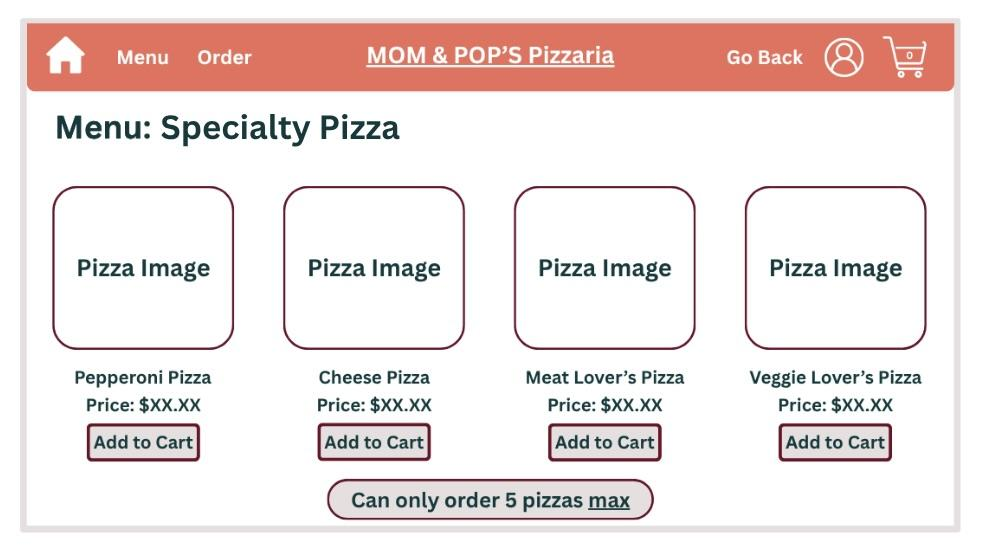 Menu Order MOM & POP'S Pizzaria Go Back 0
Menu: Specialty Pizza
Pizza Image Pizza Image Pizza Image Pizza Image
Pepperoni Pizza Cheese Pizza Meat Lover's Pizza Veggie Lover's Pizza
Price: $XX.XX Price: $XX.XX Price: $XX.XX Price: $XX.XX
Add to Cart Add to Cart Add to Cart Add to Cart
Can only order 5 pizzas max